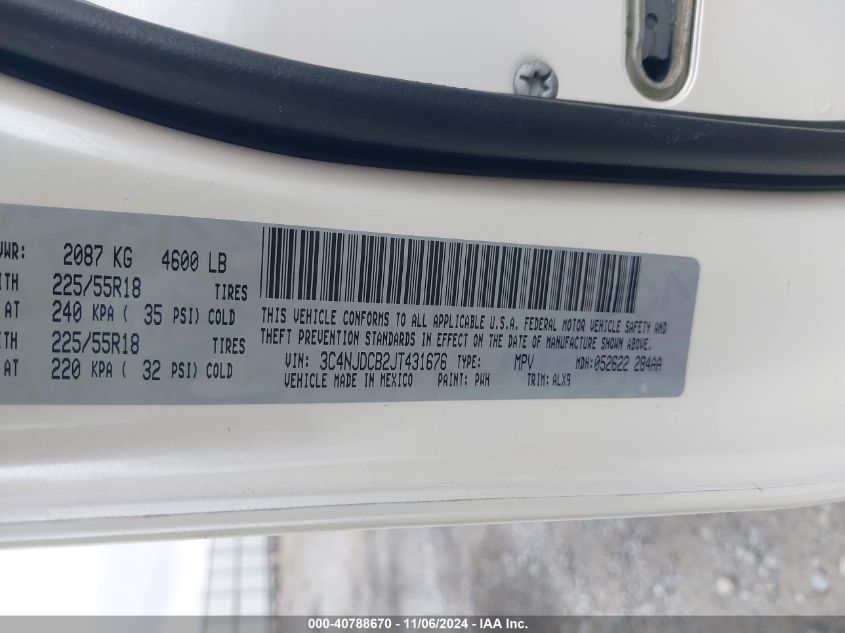 VWR: 2087 KG 4600 LB
ITH 225/55R18 TIRES
AT 240 KPA ( 35 PSI) COLD
ITH 225/55R18 TIRES
AT 220 KPA ( 32 PSI) COLD
THIS VEHICLE CONFORMS TO ALL APPLICABLE U.S.A. FEDERAL MOTOR VEHICLE SAFETY AND
THEFT PREVENTION STANDARDS IN EFFECT ON THE DATE OF MANUFACTURE SHOWN ABOVE.
VIN: 3C4NJDCB2JT431676 TYPE: MPV MDH:052622 284AA
VEHICLE MADE IN MEXICO PAINT: PWH TRIM: ALX9
000-40788670 - 11/06/2024 - IAA Inc.